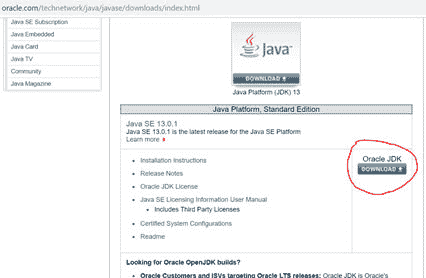 oracle.com/technetwork/java/javase/downloads/index.html
Java SE Subscription
Java Embedded
Java Card
Java TV
Community
Java Magazine
Java
DOWNLOAD
Java Platform (JDK) 13
Java Platform, Standard Edition
Java SE 13.0.1
Java SE 13.0.1 is the latest release for the Java SE Platform
Learn more
Installation Instructions
Release Notes
Oracle JDK License
Java SE Licensing Information User Manual
Includes Third Party Licenses
Certified System Configurations
Readme
Oracle JDK
DOWNLOAD
Looking for Oracle OpenJDK builds?
Oracle Customers and ISVs targeting Oracle LTS releases: Oracle JDK is Oracle's